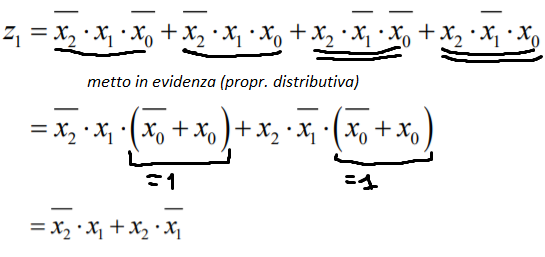 z₁ = x̅₂ · x₁ · x̅₀ + x̅₂ · x₁ · x₀ + x₂ · x̅₁ · x̅₀ + x₂ · x̅₁ · x₀
metto in evidenza (propr. distributiva)
= x̅₂ · x₁ · (x̅₀ + x₀) + x₂ · x̅₁ · (x̅₀ + x₀)
=1 =1
= x̅₂ · x₁ + x₂ · x̅₁